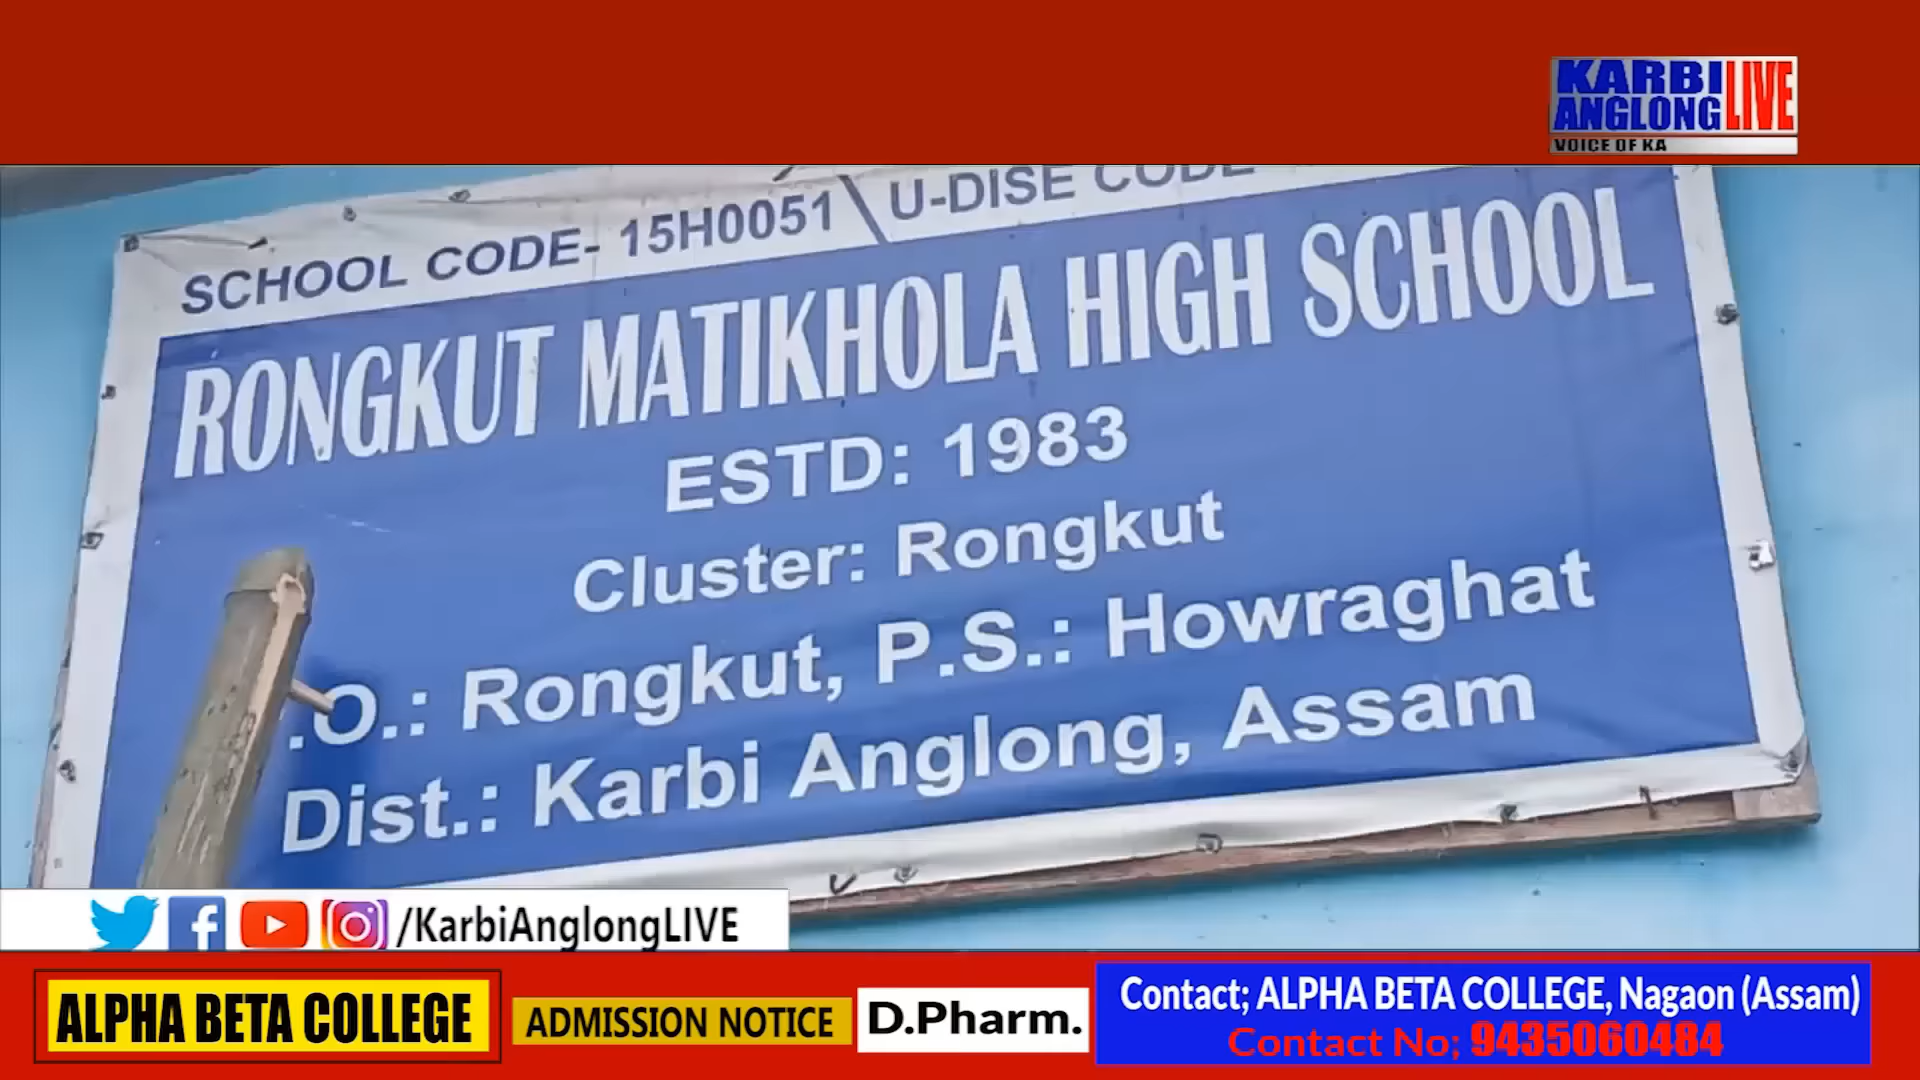 KARBI
ANGLONG LIVE
VOICE OF KA
SCHOOL CODE- 15H0051 \ U-DISE CODE
RONGKUT MATIKHOLA HIGH SCHOOL
ESTD: 1983
Cluster: Rongkut
.O.: Rongkut, P.S.: Howraghat
Dist.: Karbi Anglong, Assam
/KarbiAnglongLIVE
ALPHA BETA COLLEGE
ADMISSION NOTICE
D.Pharm.
Contact; ALPHA BETA COLLEGE, Nagaon (Assam)
Contact No; 9435060484